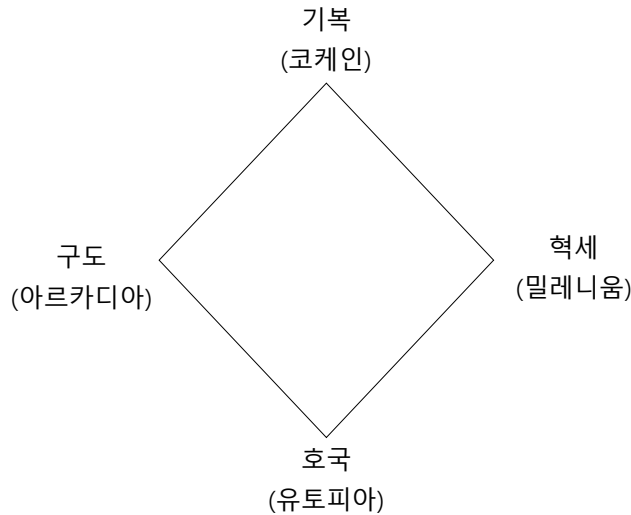 기복
(코케인)
구도
(아르카디아)
혁세
(밀레니움)
호국
(유토피아)